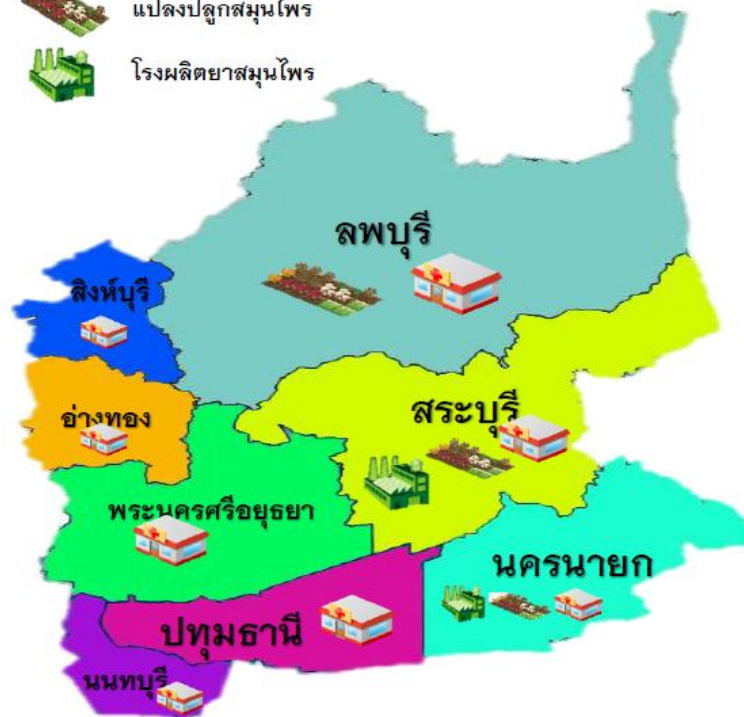 แปลงปลูกสมุนไพร
โรงผลิตยาสมุนไพร
ลพบุรี
สิงห์บุรี
อ่างทอง
สระบุรี
พระนครศรีอยุธยา
นครนายก
ปทุมธานี
นนทบุรี